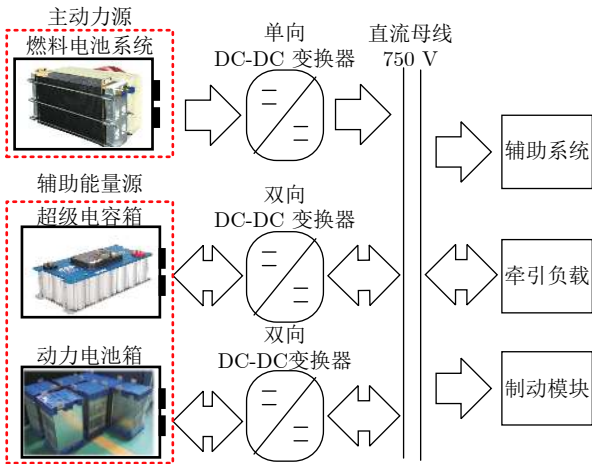 主动力源
燃料电池系统
单向
DC-DC 变换器
直流母线
750 V
辅助系统
辅助能量源
超级电容箱
双向
DC-DC 变换器
牵引负载
动力电池箱
双向
DC-DC变换器
制动模块